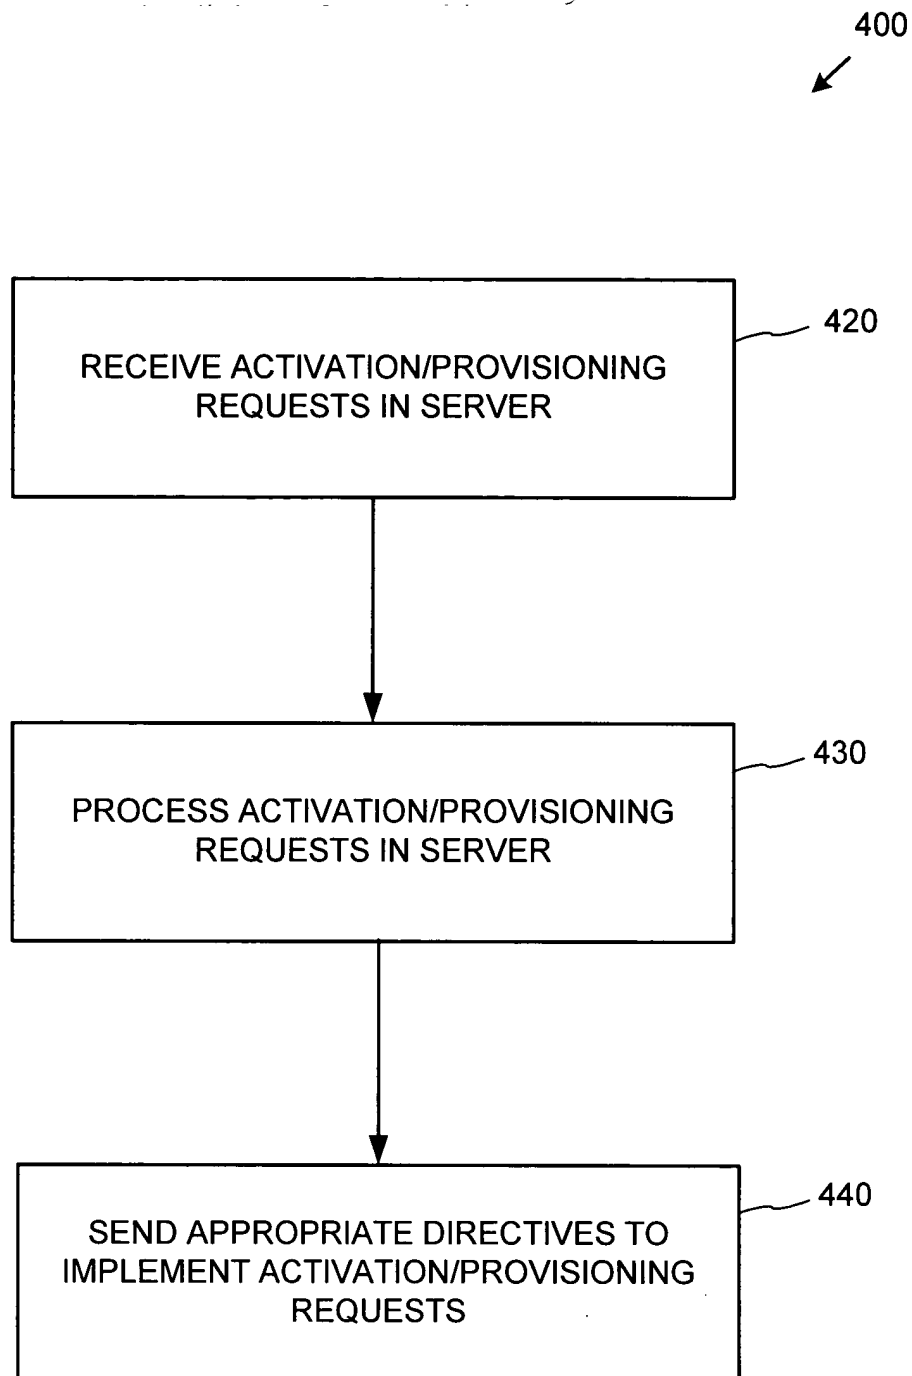 400
RECEIVE ACTIVATION/PROVISIONING
REQUESTS IN SERVER
420
PROCESS ACTIVATION/PROVISIONING
REQUESTS IN SERVER
430
SEND APPROPRIATE DIRECTIVES TO
IMPLEMENT ACTIVATION/PROVISIONING
REQUESTS
440